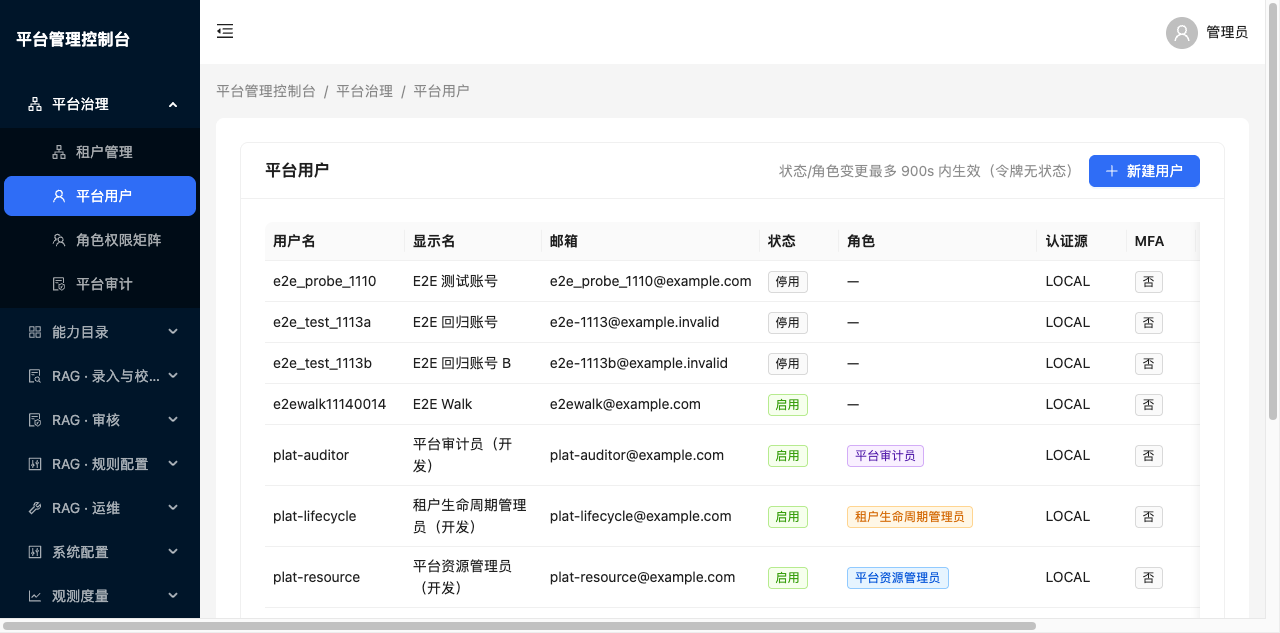 平台管理控制台
管理员
平台治理
租户管理
平台用户
角色权限矩阵
平台审计
能力目录
RAG · 录入与校...
RAG · 审核
RAG · 规则配置
RAG · 运维
系统配置
观测度量
平台管理控制台 / 平台治理 / 平台用户
平台用户
状态/角色变更最多 900s 内生效（令牌无状态）
新建用户
用户名 显示名 邮箱 状态 角色 认证源 MFA
e2e_probe_1110 E2E 测试账号 e2e_probe_1110@example.com 停用 — LOCAL 否
e2e_test_1113a E2E 回归账号 e2e-1113@example.invalid 停用 — LOCAL 否
e2e_test_1113b E2E 回归账号 B e2e-1113b@example.invalid 停用 — LOCAL 否
e2ewalk11140014 E2E Walk e2ewalk@example.com 启用 — LOCAL 否
plat-auditor 平台审计员（开
发） plat-auditor@example.com 启用 平台审计员 LOCAL 否
plat-lifecycle 租户生命周期管理
员（开发） plat-lifecycle@example.com 启用 租户生命周期管理员 LOCAL 否
plat-resource 平台资源管理员
（开发） plat-resource@example.com 启用 平台资源管理员 LOCAL 否